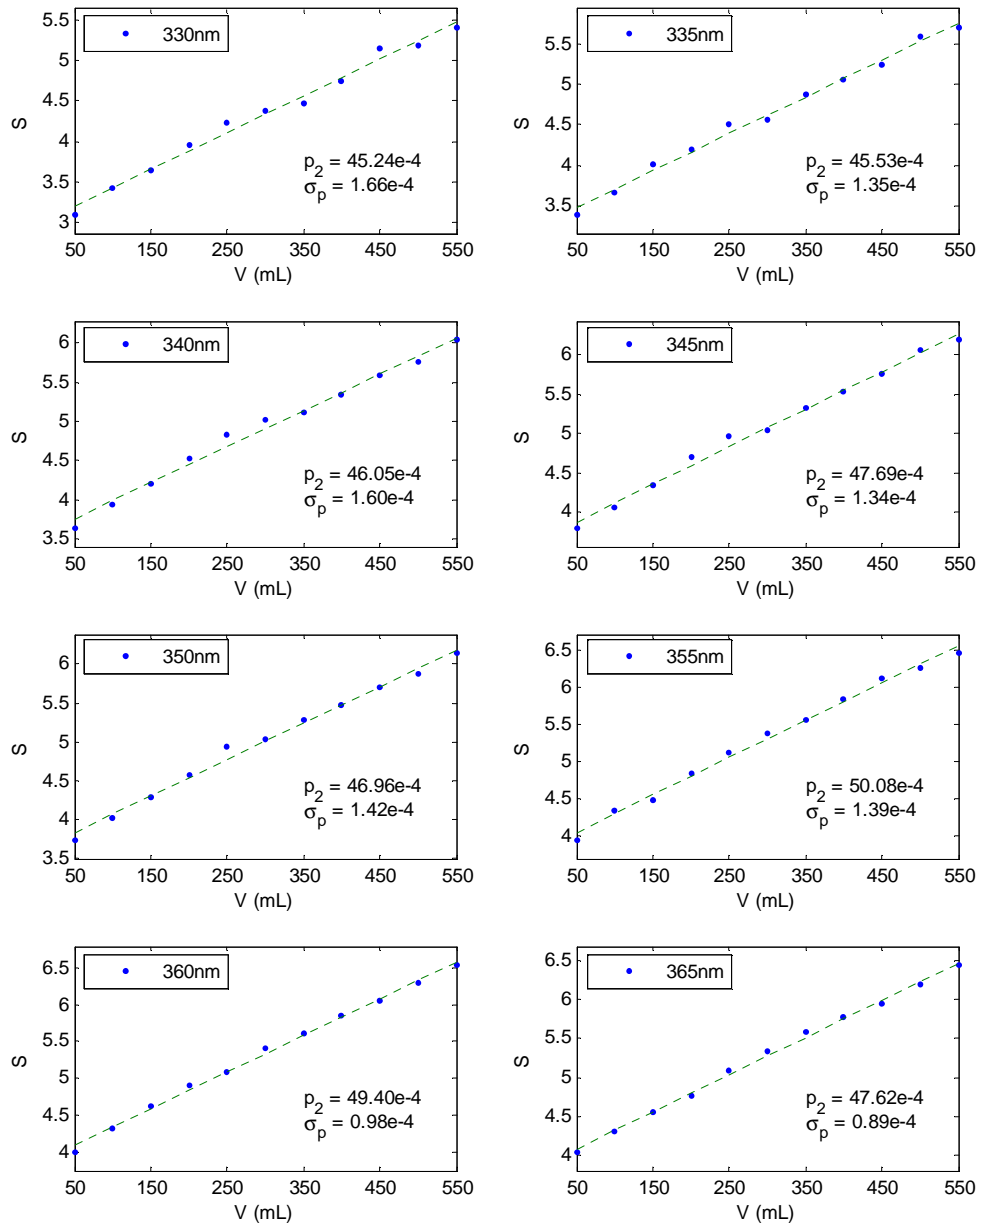 330nm
5.5
5
4.5
4
3.5
3
S
p2 = 45.24e-4
σp = 1.66e-4
50 150 250 350 450 550
V (mL)
335nm
5.5
5
4.5
4
3.5
S
p2 = 45.53e-4
σp = 1.35e-4
50 150 250 350 450 550
V (mL)
340nm
6
5
4.5
4
3.5
S
p2 = 46.05e-4
σp = 1.60e-4
50 150 250 350 450 550
V (mL)
345nm
6
5
4.5
4
S
p2 = 47.69e-4
σp = 1.34e-4
50 150 250 350 450 550
V (mL)
350nm
6
5.5
5
4.5
4
3.5
S
p2 = 46.96e-4
σp = 1.42e-4
50 150 250 350 450 550
V (mL)
355nm
6.5
6
5.5
5
4.5
4
S
p2 = 50.08e-4
σp = 1.39e-4
50 150 250 350 450 550
V (mL)
360nm
6.5
6
5.5
5
4.5
4
S
p2 = 49.40e-4
σp = 0.98e-4
50 150 250 350 450 550
V (mL)
365nm
6.5
6
5.5
5
4.5
4
S
p2 = 47.62e-4
σp = 0.89e-4
50 150 250 350 450 550
V (mL)